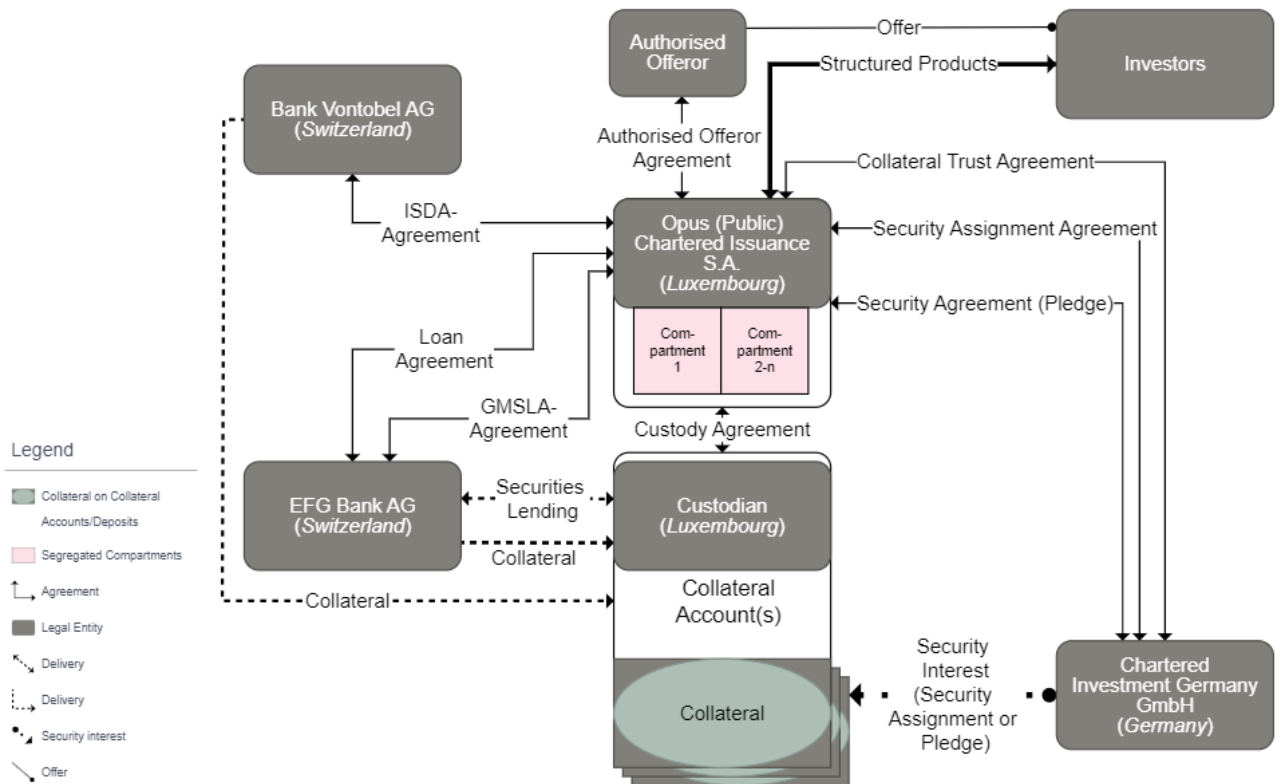 Authorised
Offeror
Offer
Investors
Structured Products
Bank Vontobel AG
(Switzerland)
Authorised Offeror
Agreement
Collateral Trust Agreement
ISDA-
Agreement
Opus (Public)
Chartered Issuance
S.A.
(Luxembourg)
Security Assignment Agreement
Security Agreement (Pledge)
Loan
Agreement
Com-
partment
1
Com-
partment
2-n
GMSLA-
Agreement
Custody Agreement
EFG Bank AG
(Switzerland)
Securities
Lending
Custodian
(Luxembourg)
Collateral
Collateral
Collateral
Account(s)
Collateral
Security
Interest
(Security
Assignment or
Pledge)
Chartered
Investment Germany
GmbH
(Germany)
Legend
Collateral on Collateral
Accounts/Deposits
Segregated Compartments
Agreement
Legal Entity
Delivery
Delivery
Security interest
Offer